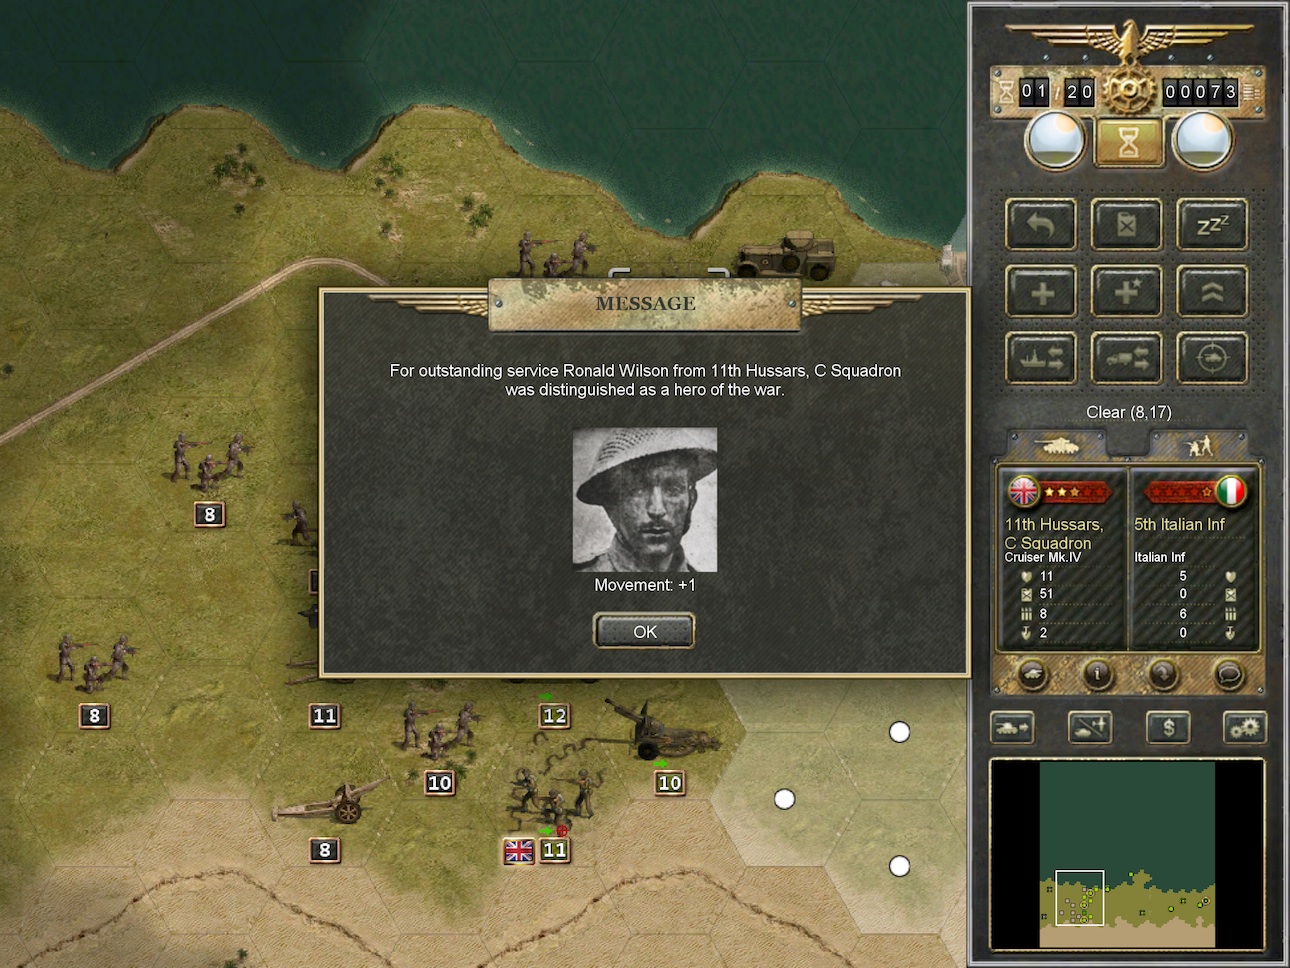 01 / 20
00073
zzz
MESSAGE
For outstanding service Ronald Wilson from 11th Hussars, C Squadron
was distinguished as a hero of the war.
Movement: +1
OK
Clear (8,17)
11th Hussars,
C Squadron
Cruiser Mk.IV
11
51
8
2
5th Italian Inf
Italian Inf
5
0
6
0
i
$
8
8
11
12
10
10
8
11